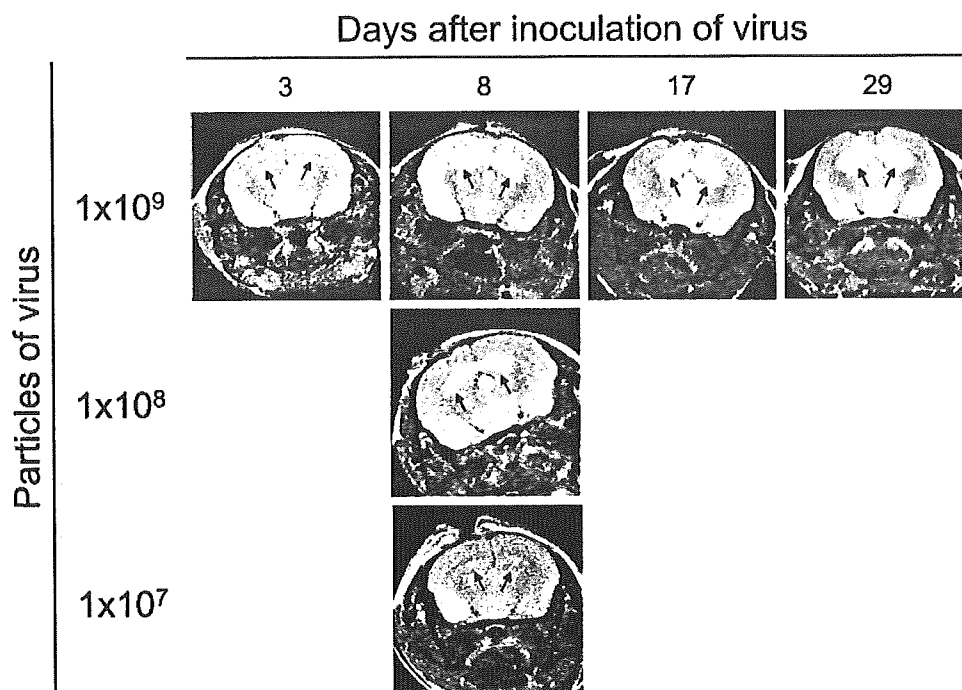 Days after inoculation of virus
3 8 17 29
Particles of virus
1x10⁹
1x10⁸
1x10⁷